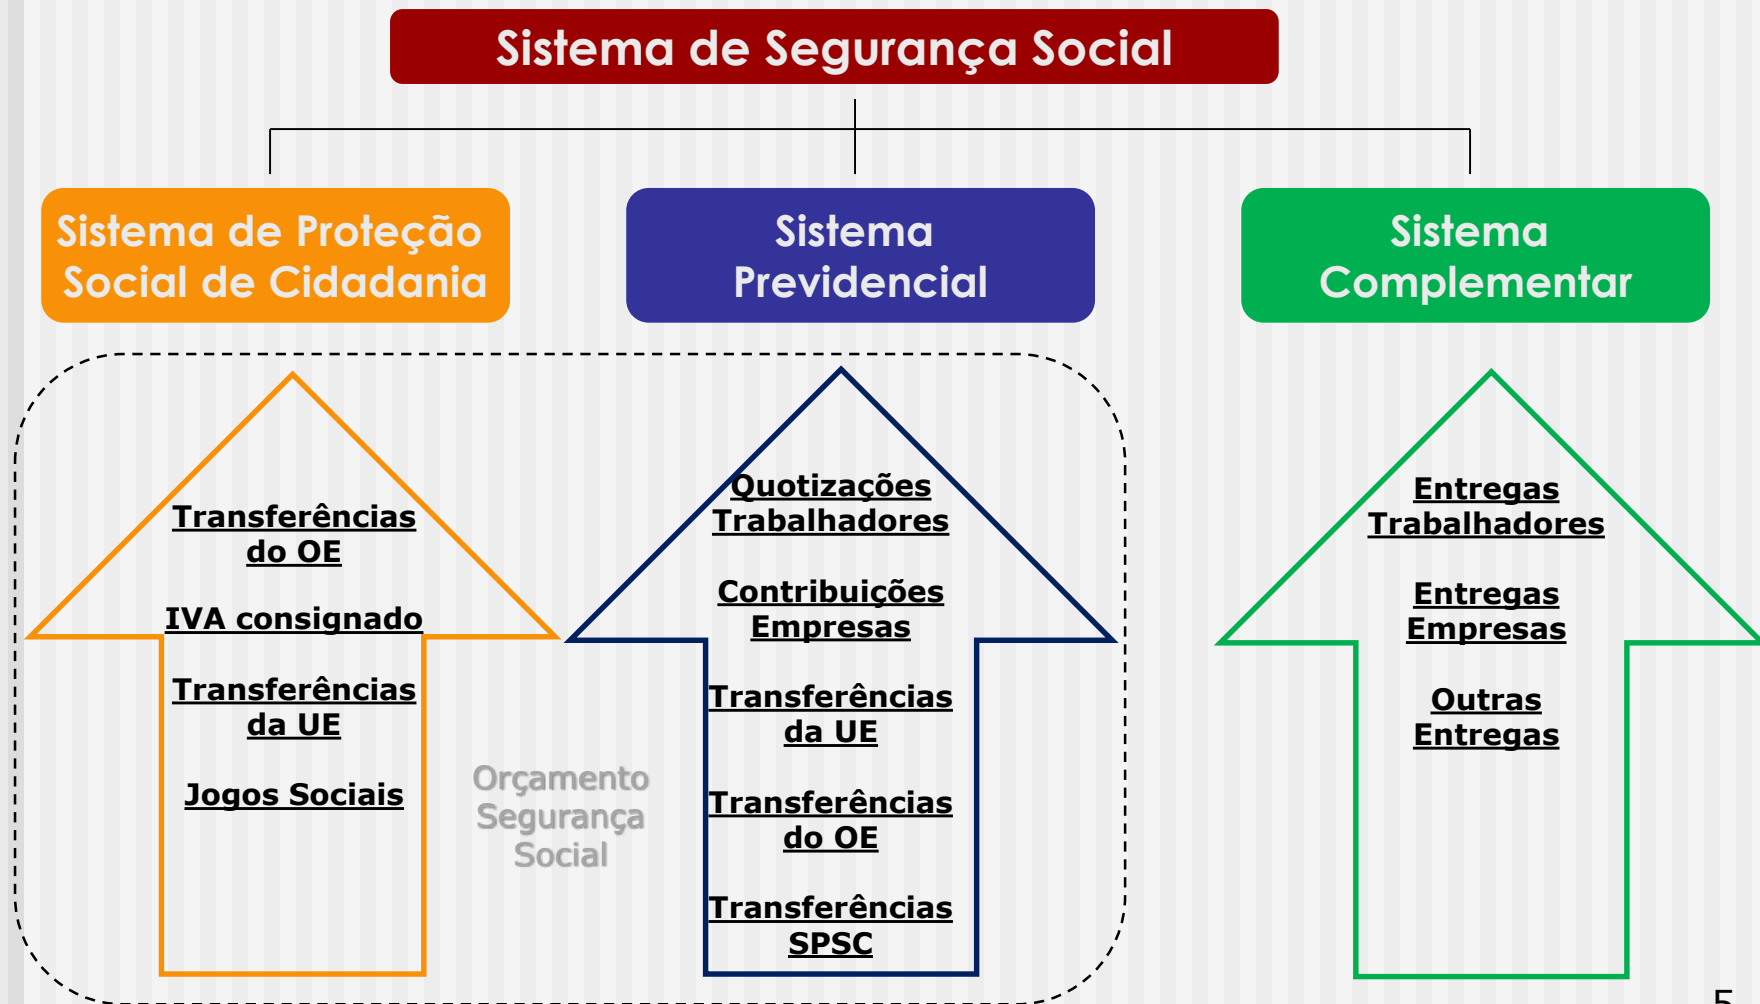 Sistema de Segurança Social
Sistema de Proteção
Social de Cidadania
Sistema
Previdencial
Sistema
Complementar
Transferências
do OE
IVA consignado
Transferências
da UE
Jogos Sociais
Orçamento
Segurança
Social
Quotizações
Trabalhadores
Contribuições
Empresas
Transferências
da UE
Transferências
do OE
Transferências
SPSC
Entregas
Trabalhadores
Entregas
Empresas
Outras
Entregas
5